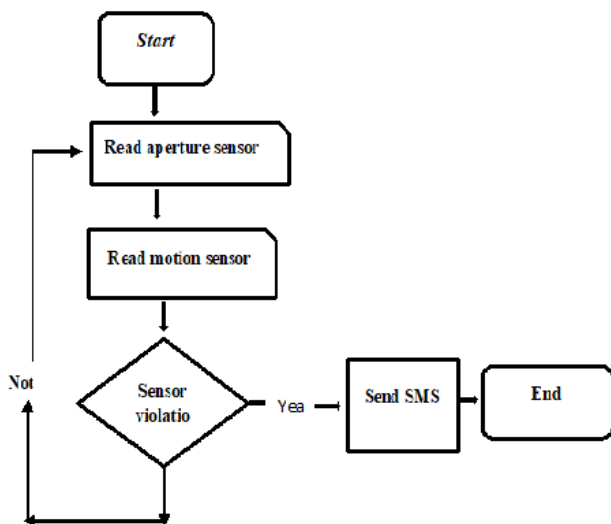 Start
Read aperture sensor
Read motion sensor
Sensor
violatio
Not
Yea
Send SMS
End